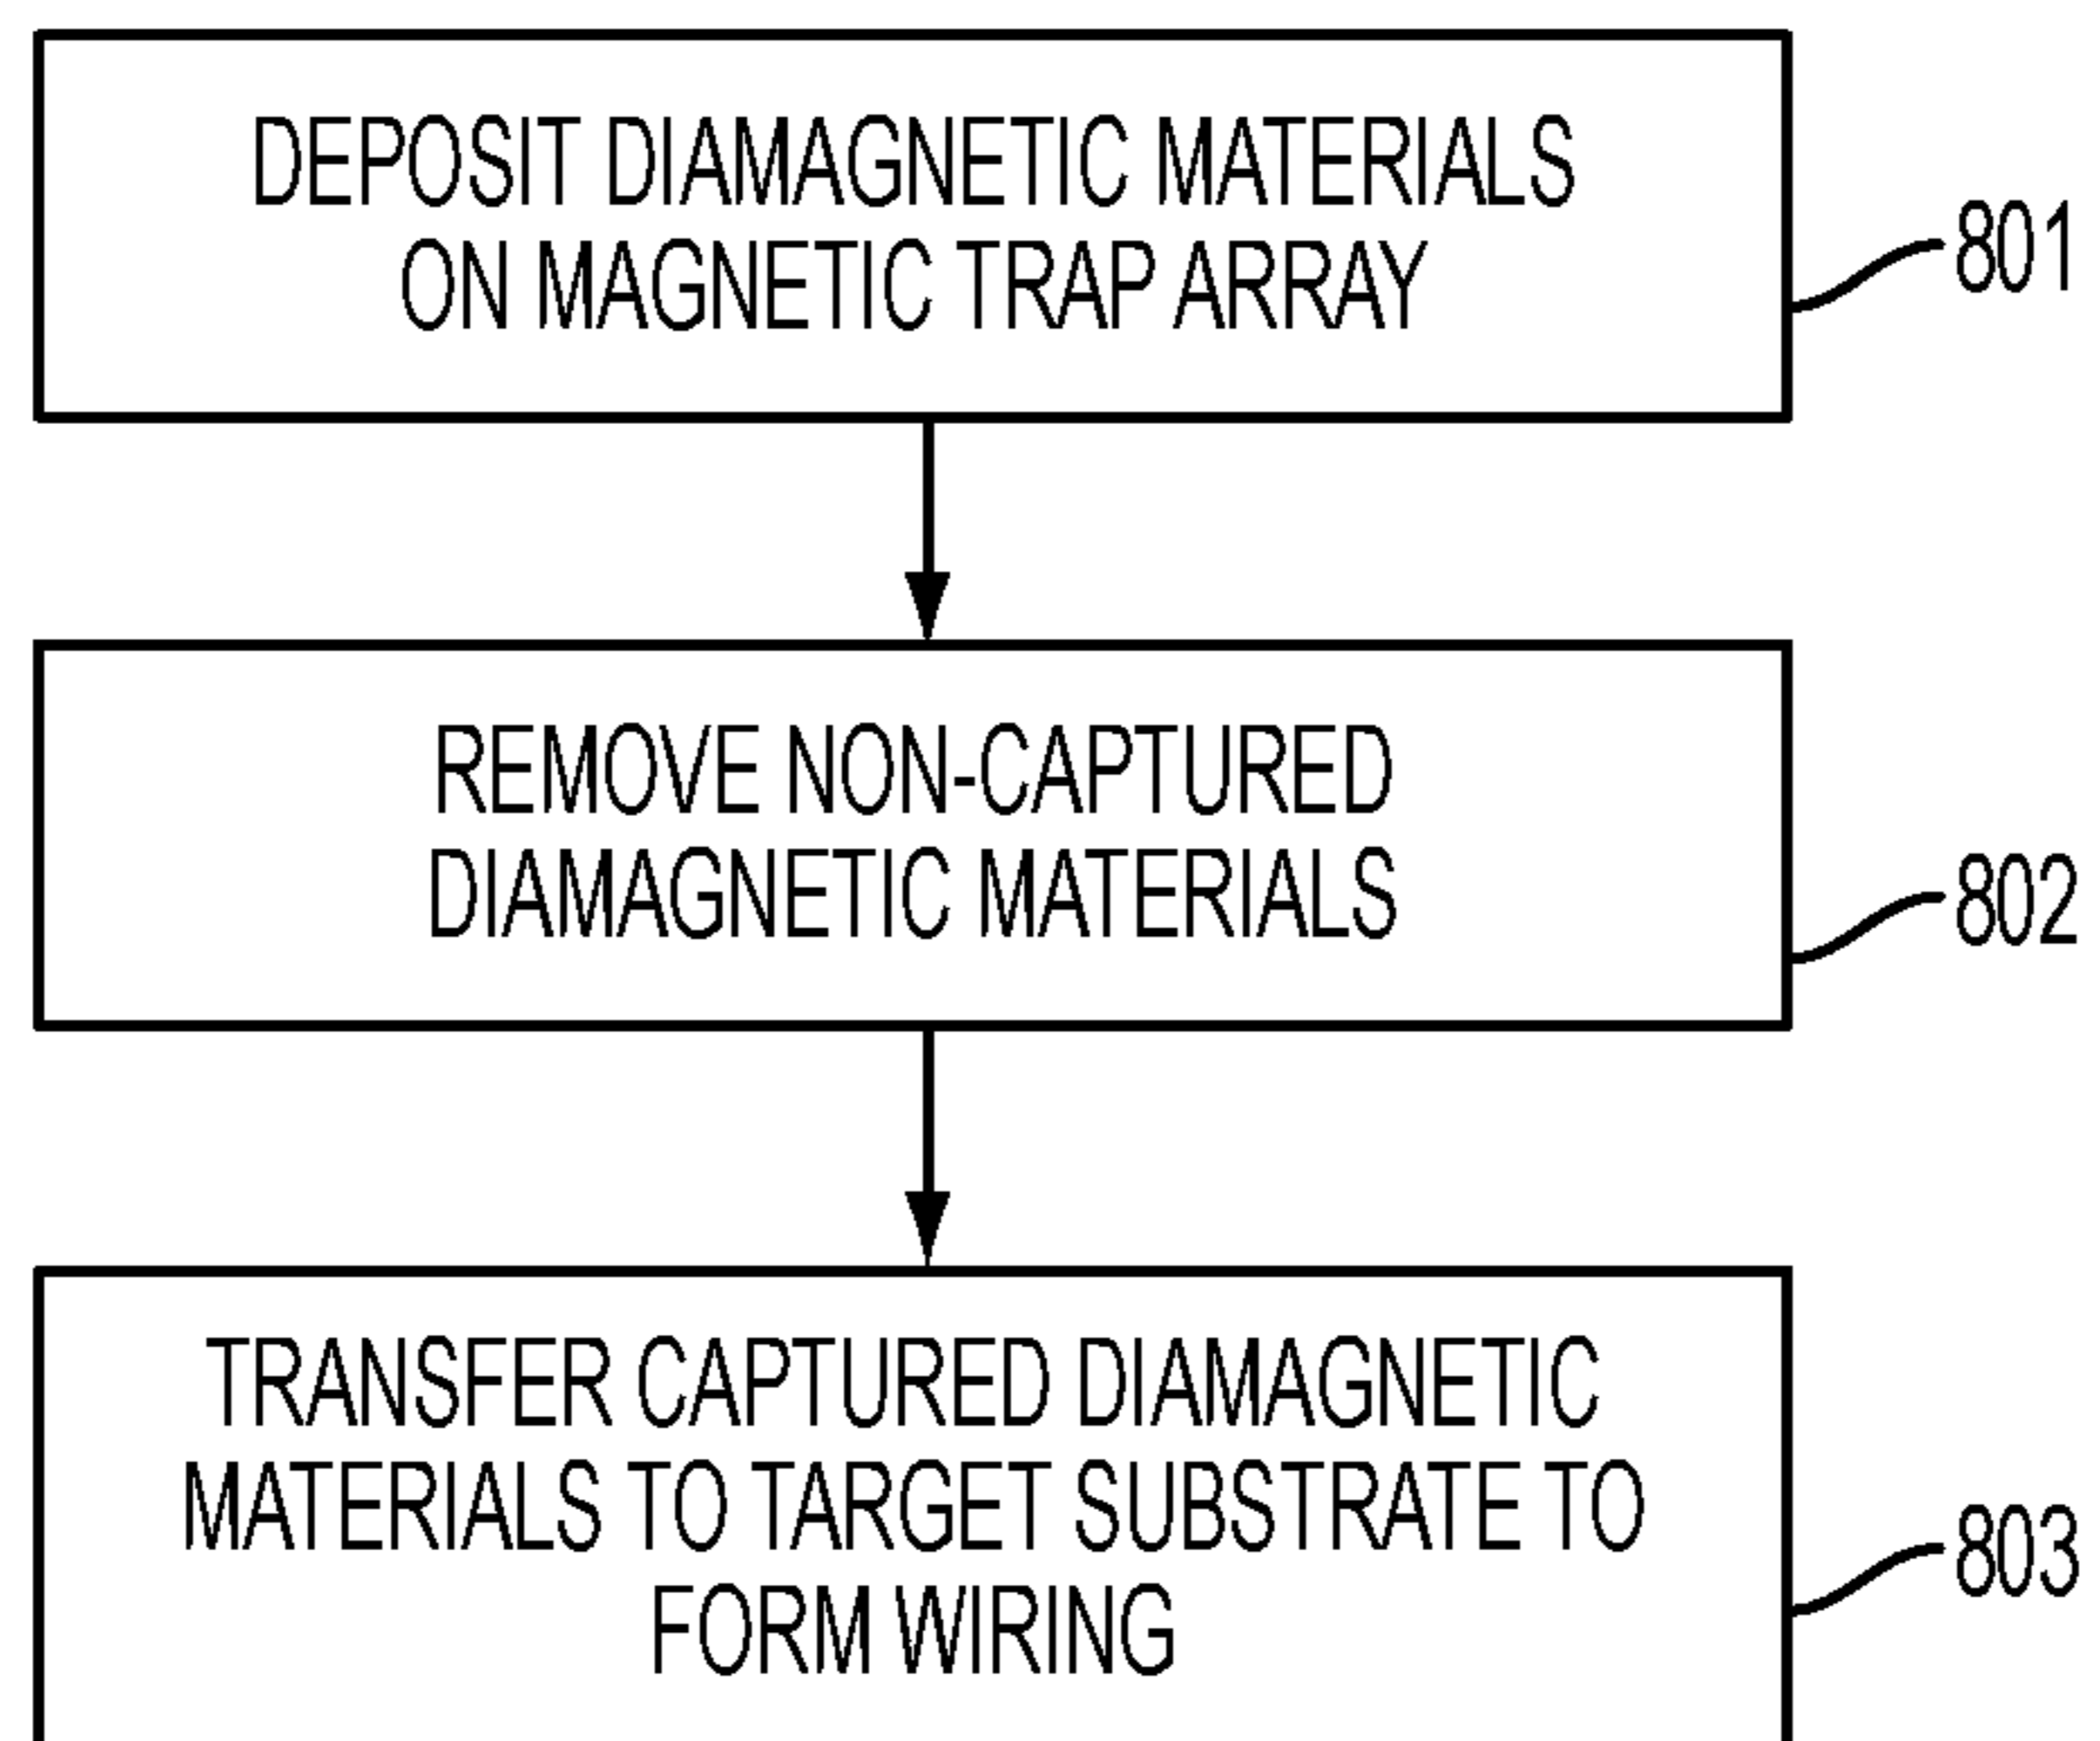 DEPOSIT DIAMAGNETIC MATERIALS
ON MAGNETIC TRAP ARRAY
801
REMOVE NON-CAPTURED
DIAMAGNETIC MATERIALS
802
TRANSFER CAPTURED DIAMAGNETIC
MATERIALS TO TARGET SUBSTRATE TO
FORM WIRING
803